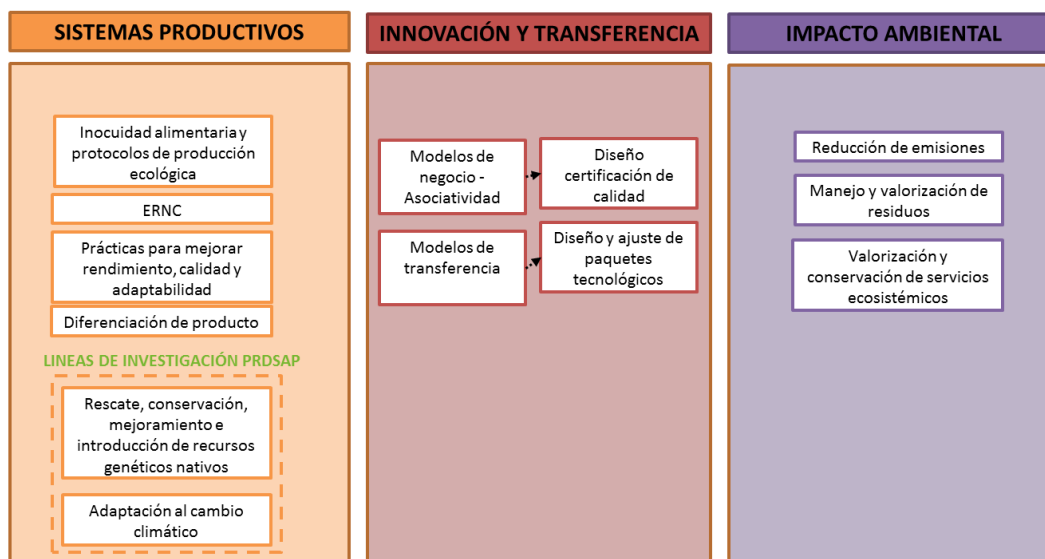 SISTEMAS PRODUCTIVOS
Inocuidad alimentaria y
protocolos de producción
ecológica
ERNC
Prácticas para mejorar
rendimiento, calidad y
adaptabilidad
Diferenciación de producto
LINEAS DE INVESTIGACIÓN PRDSAP
Rescate, conservación,
mejoramiento e
introducción de recursos
genéticos nativos
Adaptación al cambio
climático
INNOVACIÓN Y TRANSFERENCIA
Modelos de
negocio -
Asociatividad
Diseño
certificación de
calidad
Modelos de
transferencia
Diseño y ajuste de
paquetes
tecnológicos
IMPACTO AMBIENTAL
Reducción de emisiones
Manejo y valorización de
residuos
Valorización y
conservación de servicios
ecosistémicos